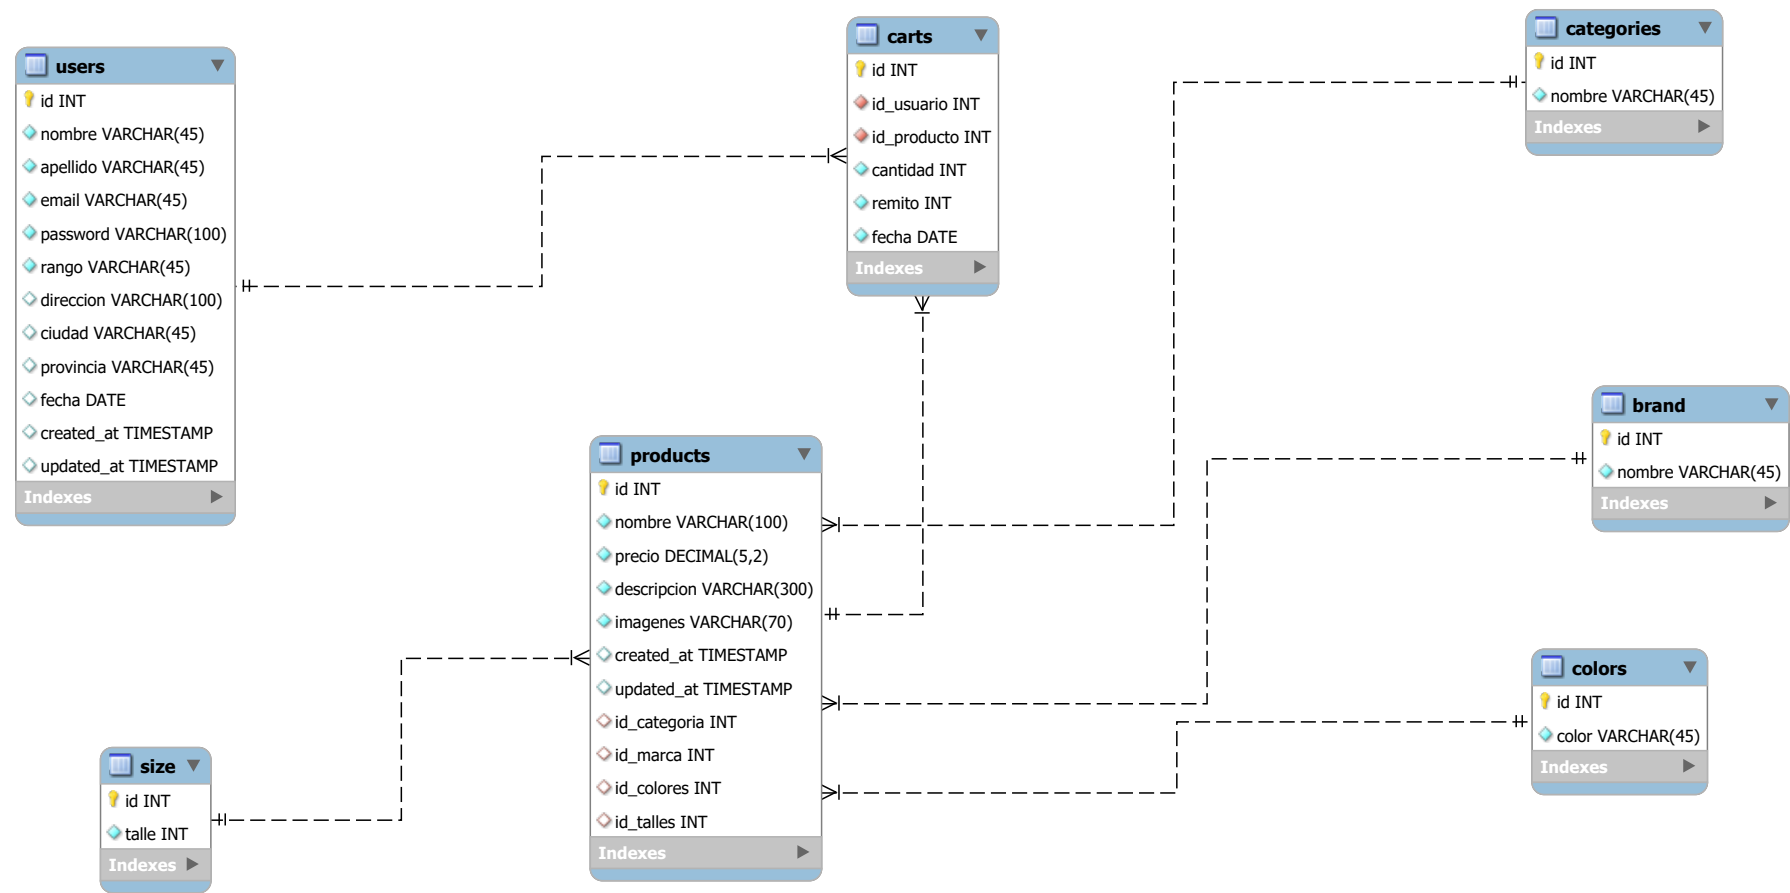 users
id INT
nombre VARCHAR(45)
apellido VARCHAR(45)
email VARCHAR(45)
password VARCHAR(100)
rango VARCHAR(45)
direccion VARCHAR(100)
ciudad VARCHAR(45)
provincia VARCHAR(45)
fecha DATE
created_at TIMESTAMP
updated_at TIMESTAMP
Indexes
carts
id INT
id_usuario INT
id_producto INT
cantidad INT
remito INT
fecha DATE
Indexes
categories
id INT
nombre VARCHAR(45)
Indexes
brand
id INT
nombre VARCHAR(45)
Indexes
products
id INT
nombre VARCHAR(100)
precio DECIMAL(5,2)
descripcion VARCHAR(300)
imagenes VARCHAR(70)
created_at TIMESTAMP
updated_at TIMESTAMP
id_categoria INT
id_marca INT
id_colores INT
id_talles INT
Indexes
colors
id INT
color VARCHAR(45)
Indexes
size
id INT
talle INT
Indexes